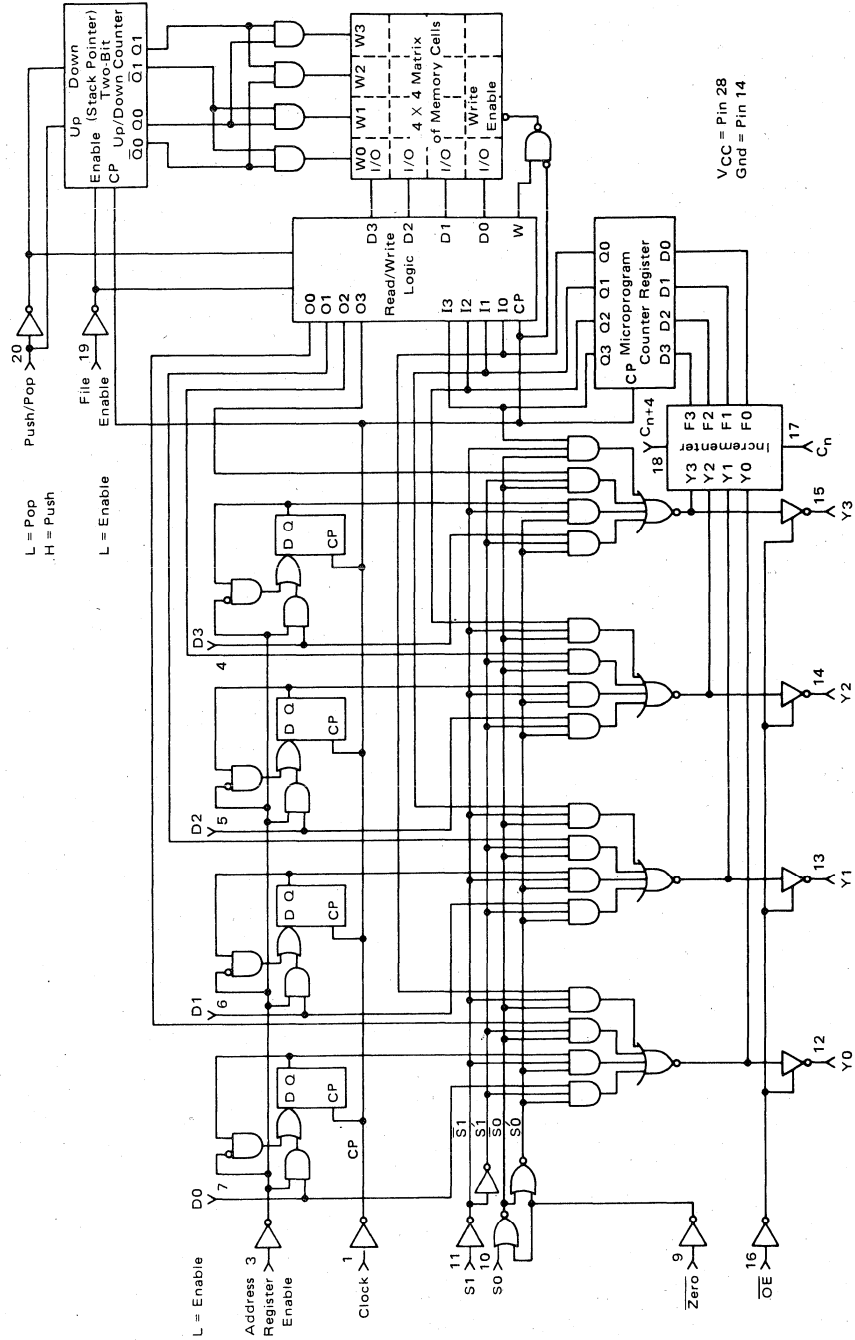 L = Pop
H = Push
L = Enable
20
Push/Pop
19
File
Enable
Up
Down
Enable (Stack Pointer)
CP
Two-Bit
Up/Down Counter
Q̅0 Q0 Q̅1 Q1
W0 W1 W2 W3
I/O
I/O
I/O
I/O
4 X 4 Matrix
of Memory Cells
Write
Enable
D3
D2
D1
D0
W
Read/Write
Logic
O0
O1
O2
O3
I3
I2
I1
I0
CP
VCC = Pin 28
Gnd = Pin 14
Q3 Q2 Q1 Q0
CP Microprogram
Counter Register
D3 D2 D1 D0
Cn+4
18
F3
F2
F1
F0
Incrementer
Y3
Y2
Y1
Y0
17
Cn
D3
4
D Q
CP
D2
5
D Q
CP
D1
6
D Q
CP
D0
7
D Q
CP
CP
L = Enable
Address
Register
Enable
3
Clock
1
S1
11
S0
10
S̅1
S1
S̅0
S0
Z̅e̅r̅o̅
9
O̅E̅
16
12
Y0
13
Y1
14
Y2
15
Y3